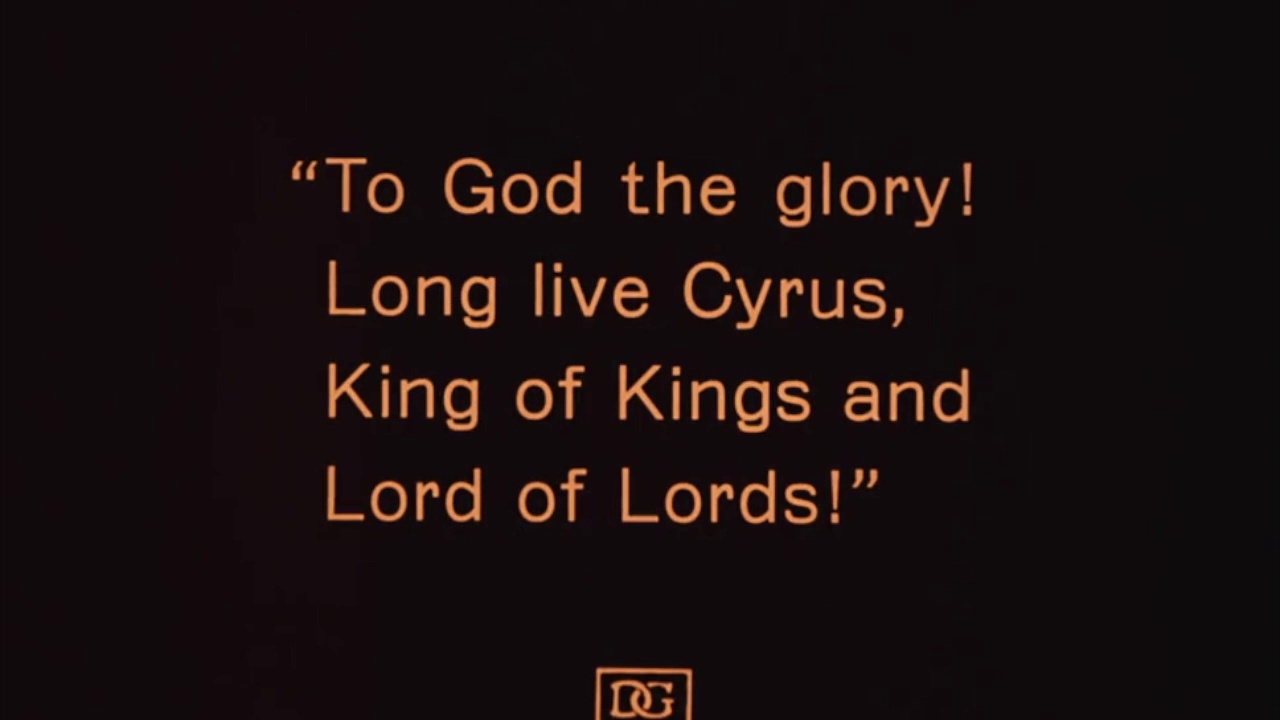 “To God the glory!
Long live Cyrus,
King of Kings and
Lord of Lords!”
DG